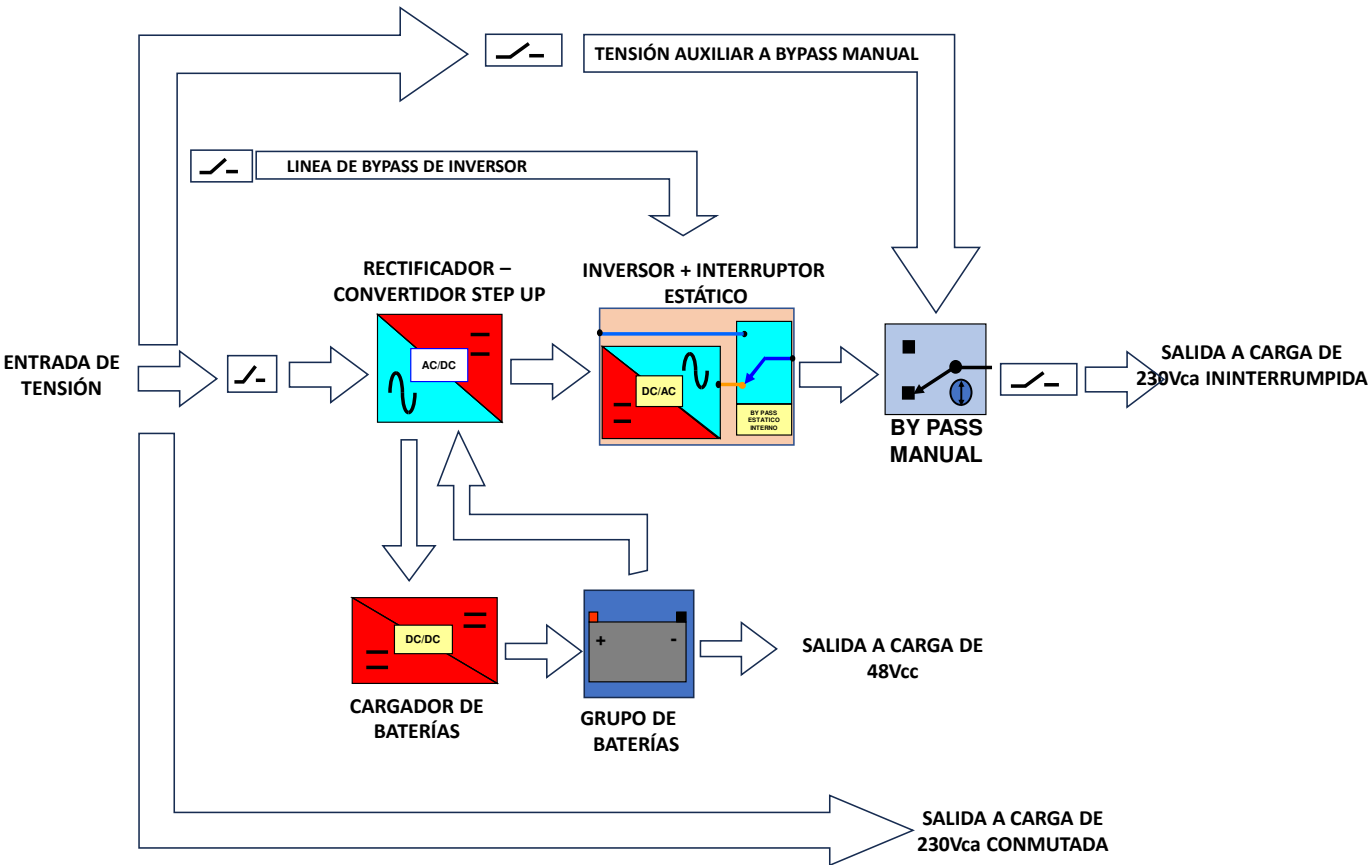 TENSIÓN AUXILIAR A BYPASS MANUAL
LINEA DE BYPASS DE INVERSOR
RECTIFICADOR –
CONVERTIDOR STEP UP
INVERSOR + INTERRUPTOR
ESTÁTICO
ENTRADA DE
TENSIÓN
AC/DC
DC/AC
BY PASS
ESTATICO
INTERNO
BY PASS
MANUAL
SALIDA A CARGA DE
230Vca ININTERRUMPIDA
DC/DC
CARGADOR DE
BATERÍAS
+ -
GRUPO DE
BATERÍAS
SALIDA A CARGA DE
48Vcc
SALIDA A CARGA DE
230Vca CONMUTADA